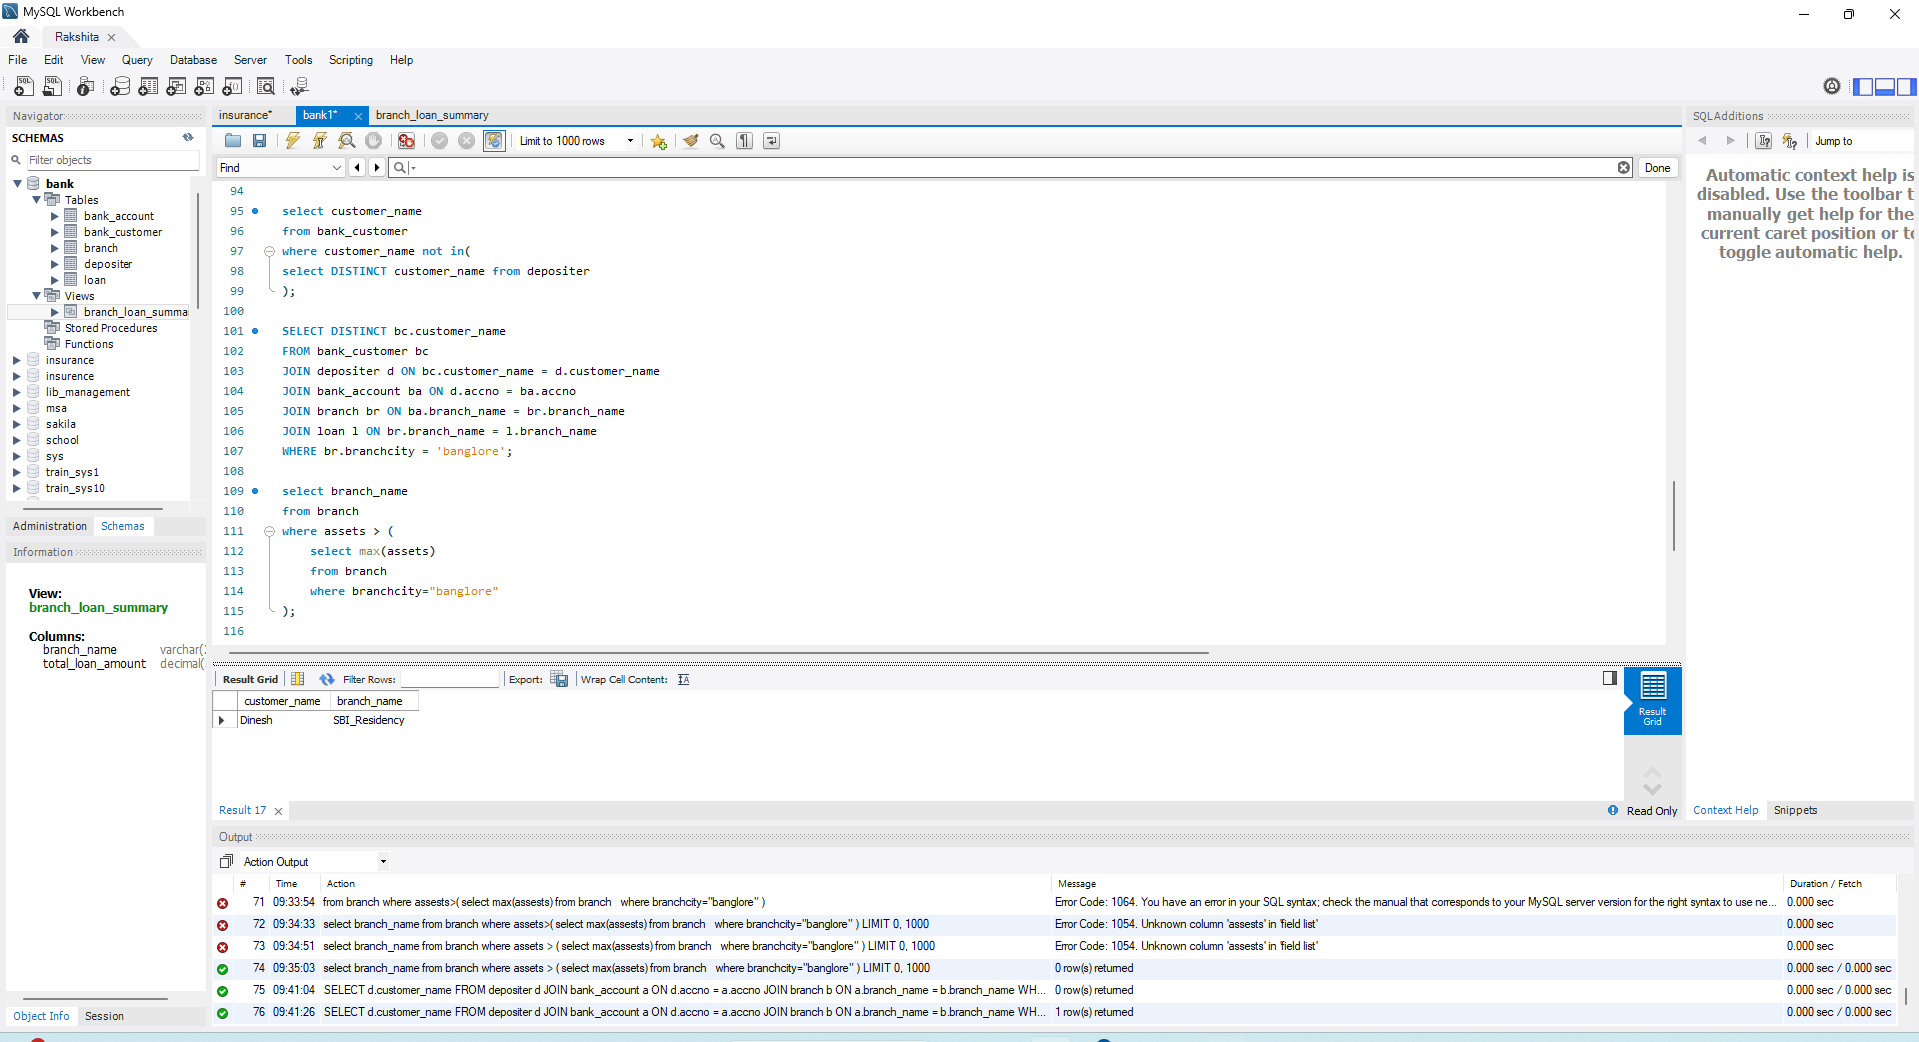 MySQL Workbench
Rakshita
File Edit View Query Database Server Tools Scripting Help
Navigator
SCHEMAS
Filter objects
bank
Tables
bank_account
bank_customer
branch
depositer
loan
Views
branch_loan_summa
Stored Procedures
Functions
insurance
insurence
lib_management
msa
sakila
school
sys
train_sys1
train_sys10
Administration Schemas
Information
View:
branch_loan_summary
Columns:
branch_name varchar(
total_loan_amount decimal(
Object Info Session
insurance* bank1* branch_loan_summary
Limit to 1000 rows
Find Done
94
95 select customer_name
96 from bank_customer
97 where customer_name not in(
98 select DISTINCT customer_name from depositer
99 );
100
101 SELECT DISTINCT bc.customer_name
102 FROM bank_customer bc
103 JOIN depositer d ON bc.customer_name = d.customer_name
104 JOIN bank_account ba ON d.accno = ba.accno
105 JOIN branch br ON ba.branch_name = br.branch_name
106 JOIN loan l ON br.branch_name = l.branch_name
107 WHERE br.branchcity = 'banglore';
108
109 select branch_name
110 from branch
111 where assets > (
112 select max(assets)
113 from branch
114 where branchcity="banglore"
115 );
116
Result Grid Filter Rows: Export: Wrap Cell Content:
customer_name branch_name
Dinesh SBI_Residency
Result Grid
Result 17 Read Only
SQLAdditions
Jump to
Automatic context help is
disabled. Use the toolbar t
manually get help for the
current caret position or to
toggle automatic help.
Context Help Snippets
Output
Action Output
# Time Action Message Duration / Fetch
71 09:33:54 from branch where assests>( select max(assests) from branch where branchcity="banglore" ) Error Code: 1064. You have an error in your SQL syntax; check the manual that corresponds to your MySQL server version for the right syntax to use ne... 0.000 sec
72 09:34:33 select branch_name from branch where assets>( select max(assests) from branch where branchcity="banglore" ) LIMIT 0, 1000 Error Code: 1054. Unknown column 'assests' in 'field list' 0.000 sec
73 09:34:51 select branch_name from branch where assets > ( select max(assests) from branch where branchcity="banglore" ) LIMIT 0, 1000 Error Code: 1054. Unknown column 'assests' in 'field list' 0.000 sec
74 09:35:03 select branch_name from branch where assets > ( select max(assets) from branch where branchcity="banglore" ) LIMIT 0, 1000 0 row(s) returned 0.000 sec / 0.000 sec
75 09:41:04 SELECT d.customer_name FROM depositer d JOIN bank_account a ON d.accno = a.accno JOIN branch b ON a.branch_name = b.branch_name WH... 0 row(s) returned 0.000 sec / 0.000 sec
76 09:41:26 SELECT d.customer_name FROM depositer d JOIN bank_account a ON d.accno = a.accno JOIN branch b ON a.branch_name = b.branch_name WH... 1 row(s) returned 0.000 sec / 0.000 sec